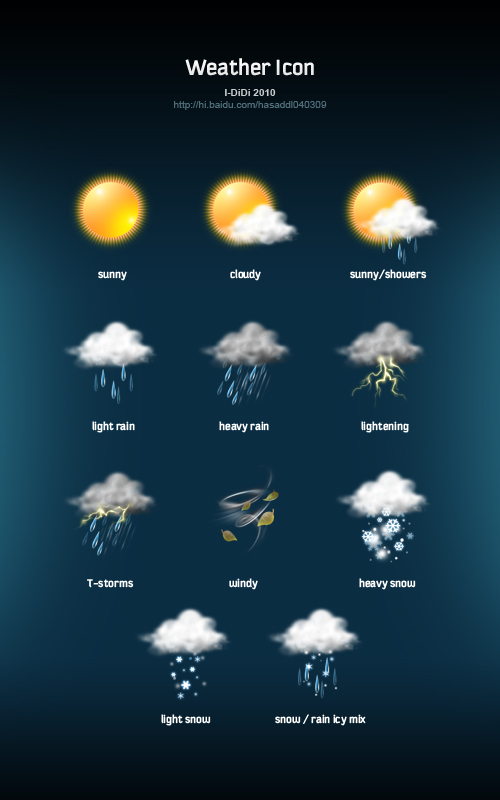 Weather Icon
I-DiDi 2010
http://hi.baidu.com/hasaddl040309
sunny
cloudy
sunny/showers
light rain
heavy rain
lightening
T-storms
windy
heavy snow
light snow
snow / rain icy mix